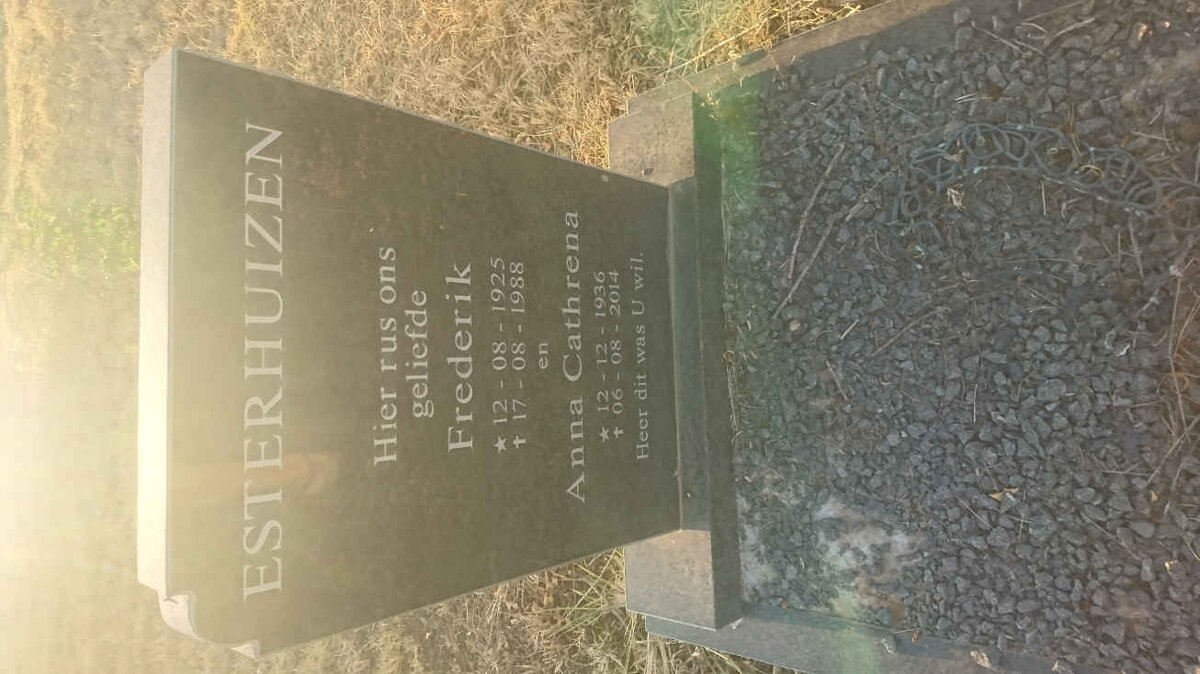 ESTERHUIZEN
Hier rus ons
geliefde
Frederik
★ 12 - 08 - 1925
✝ 17 - 08 - 1988
en
Anna Cathrena
★ 12 - 12 - 1936
✝ 06 - 08 - 2014
Heer dit was U wil.